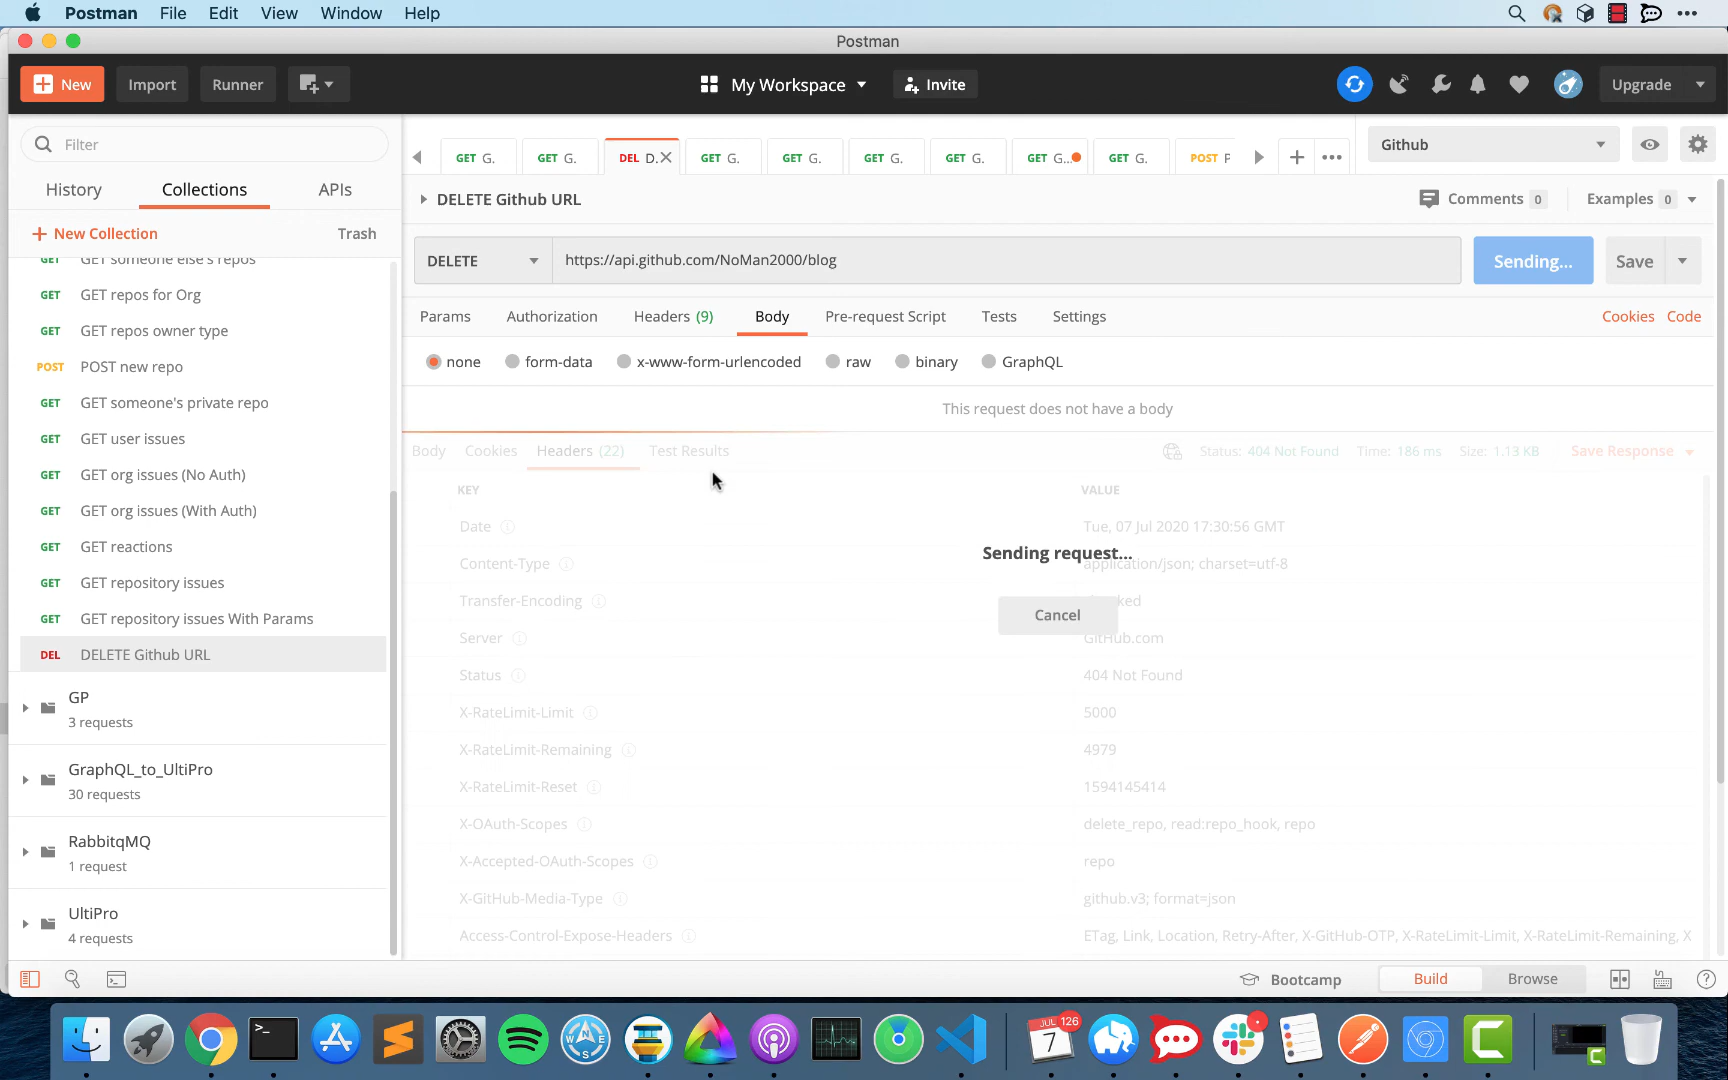 Postman File Edit View Window Help
Postman
New Import Runner My Workspace Invite Upgrade
Filter
GET G. GET G. DEL D. GET G. GET G. GET G. GET G. GET G... GET G. POST P
Github
History Collections APIs
DELETE Github URL Comments 0 Examples 0
New Collection Trash
DELETE https://api.github.com/NoMan2000/blog Sending... Save
GET GET someone else's repos
GET GET repos for Org
GET GET repos owner type
POST POST new repo
GET GET someone's private repo
GET GET user issues
GET GET org issues (No Auth)
GET GET org issues (With Auth)
GET GET reactions
GET GET repository issues
GET GET repository issues With Params
DEL DELETE Github URL
GP
3 requests
GraphQL_to_UltiPro
30 requests
RabbitqMQ
1 request
UltiPro
4 requests
Params Authorization Headers (9) Body Pre-request Script Tests Settings Cookies Code
none form-data x-www-form-urlencoded raw binary GraphQL
This request does not have a body
Body Cookies Headers (22) Test Results Status: 404 Not Found Time: 186 ms Size: 1.13 KB Save Response
KEY VALUE
Date Tue, 07 Jul 2020 17:30:56 GMT
Sending request...
Content-Type application/json; charset=utf-8
Transfer-Encoding ked
Cancel
Server GitHub.com
Status 404 Not Found
X-RateLimit-Limit 5000
X-RateLimit-Remaining 4979
X-RateLimit-Reset 1594145414
X-OAuth-Scopes delete_repo, read:repo_hook, repo
X-Accepted-OAuth-Scopes repo
X-GitHub-Media-Type github.v3; format=json
Access-Control-Expose-Headers ETag, Link, Location, Retry-After, X-GitHub-OTP, X-RateLimit-Limit, X-RateLimit-Remaining, X
Bootcamp Build Browse
JUL 126
7